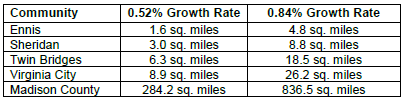 Community 0.52% Growth Rate 0.84% Growth Rate
Ennis 1.6 sq. miles 4.8 sq. miles
Sheridan 3.0 sq. miles 8.8 sq. miles
Twin Bridges 6.3 sq. miles 18.5 sq. miles
Virginia City 8.9 sq. miles 26.2 sq. miles
Madison County 284.2 sq. miles 836.5 sq. miles